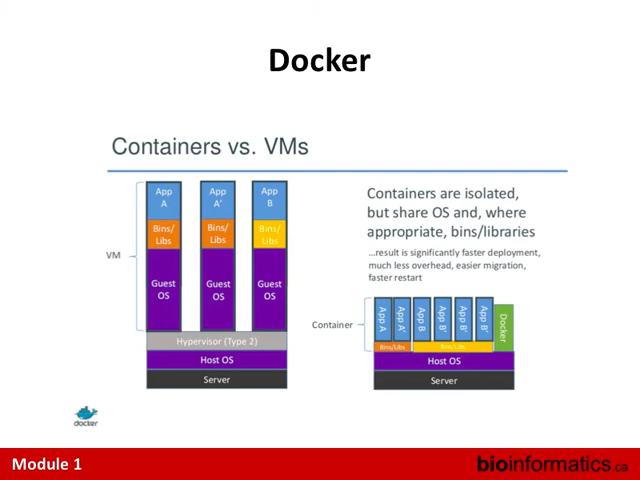 Docker
Containers vs. VMs
App
A
App
A'
App
B
Bins/
Libs
Bins/
Libs
Bins/
Libs
VM
Guest
OS
Guest
OS
Guest
OS
Hypervisor (Type 2)
Host OS
Server
Containers are isolated,
but share OS and, where
appropriate, bins/libraries
...result is significantly faster deployment,
much less overhead, easier migration,
faster restart
Container
App A
App A'
App B
App B'
App B'
App B'
Docker
Bins/Libs
Bins/Libs
Host OS
Server
docker
Module 1
bioinformatics.ca